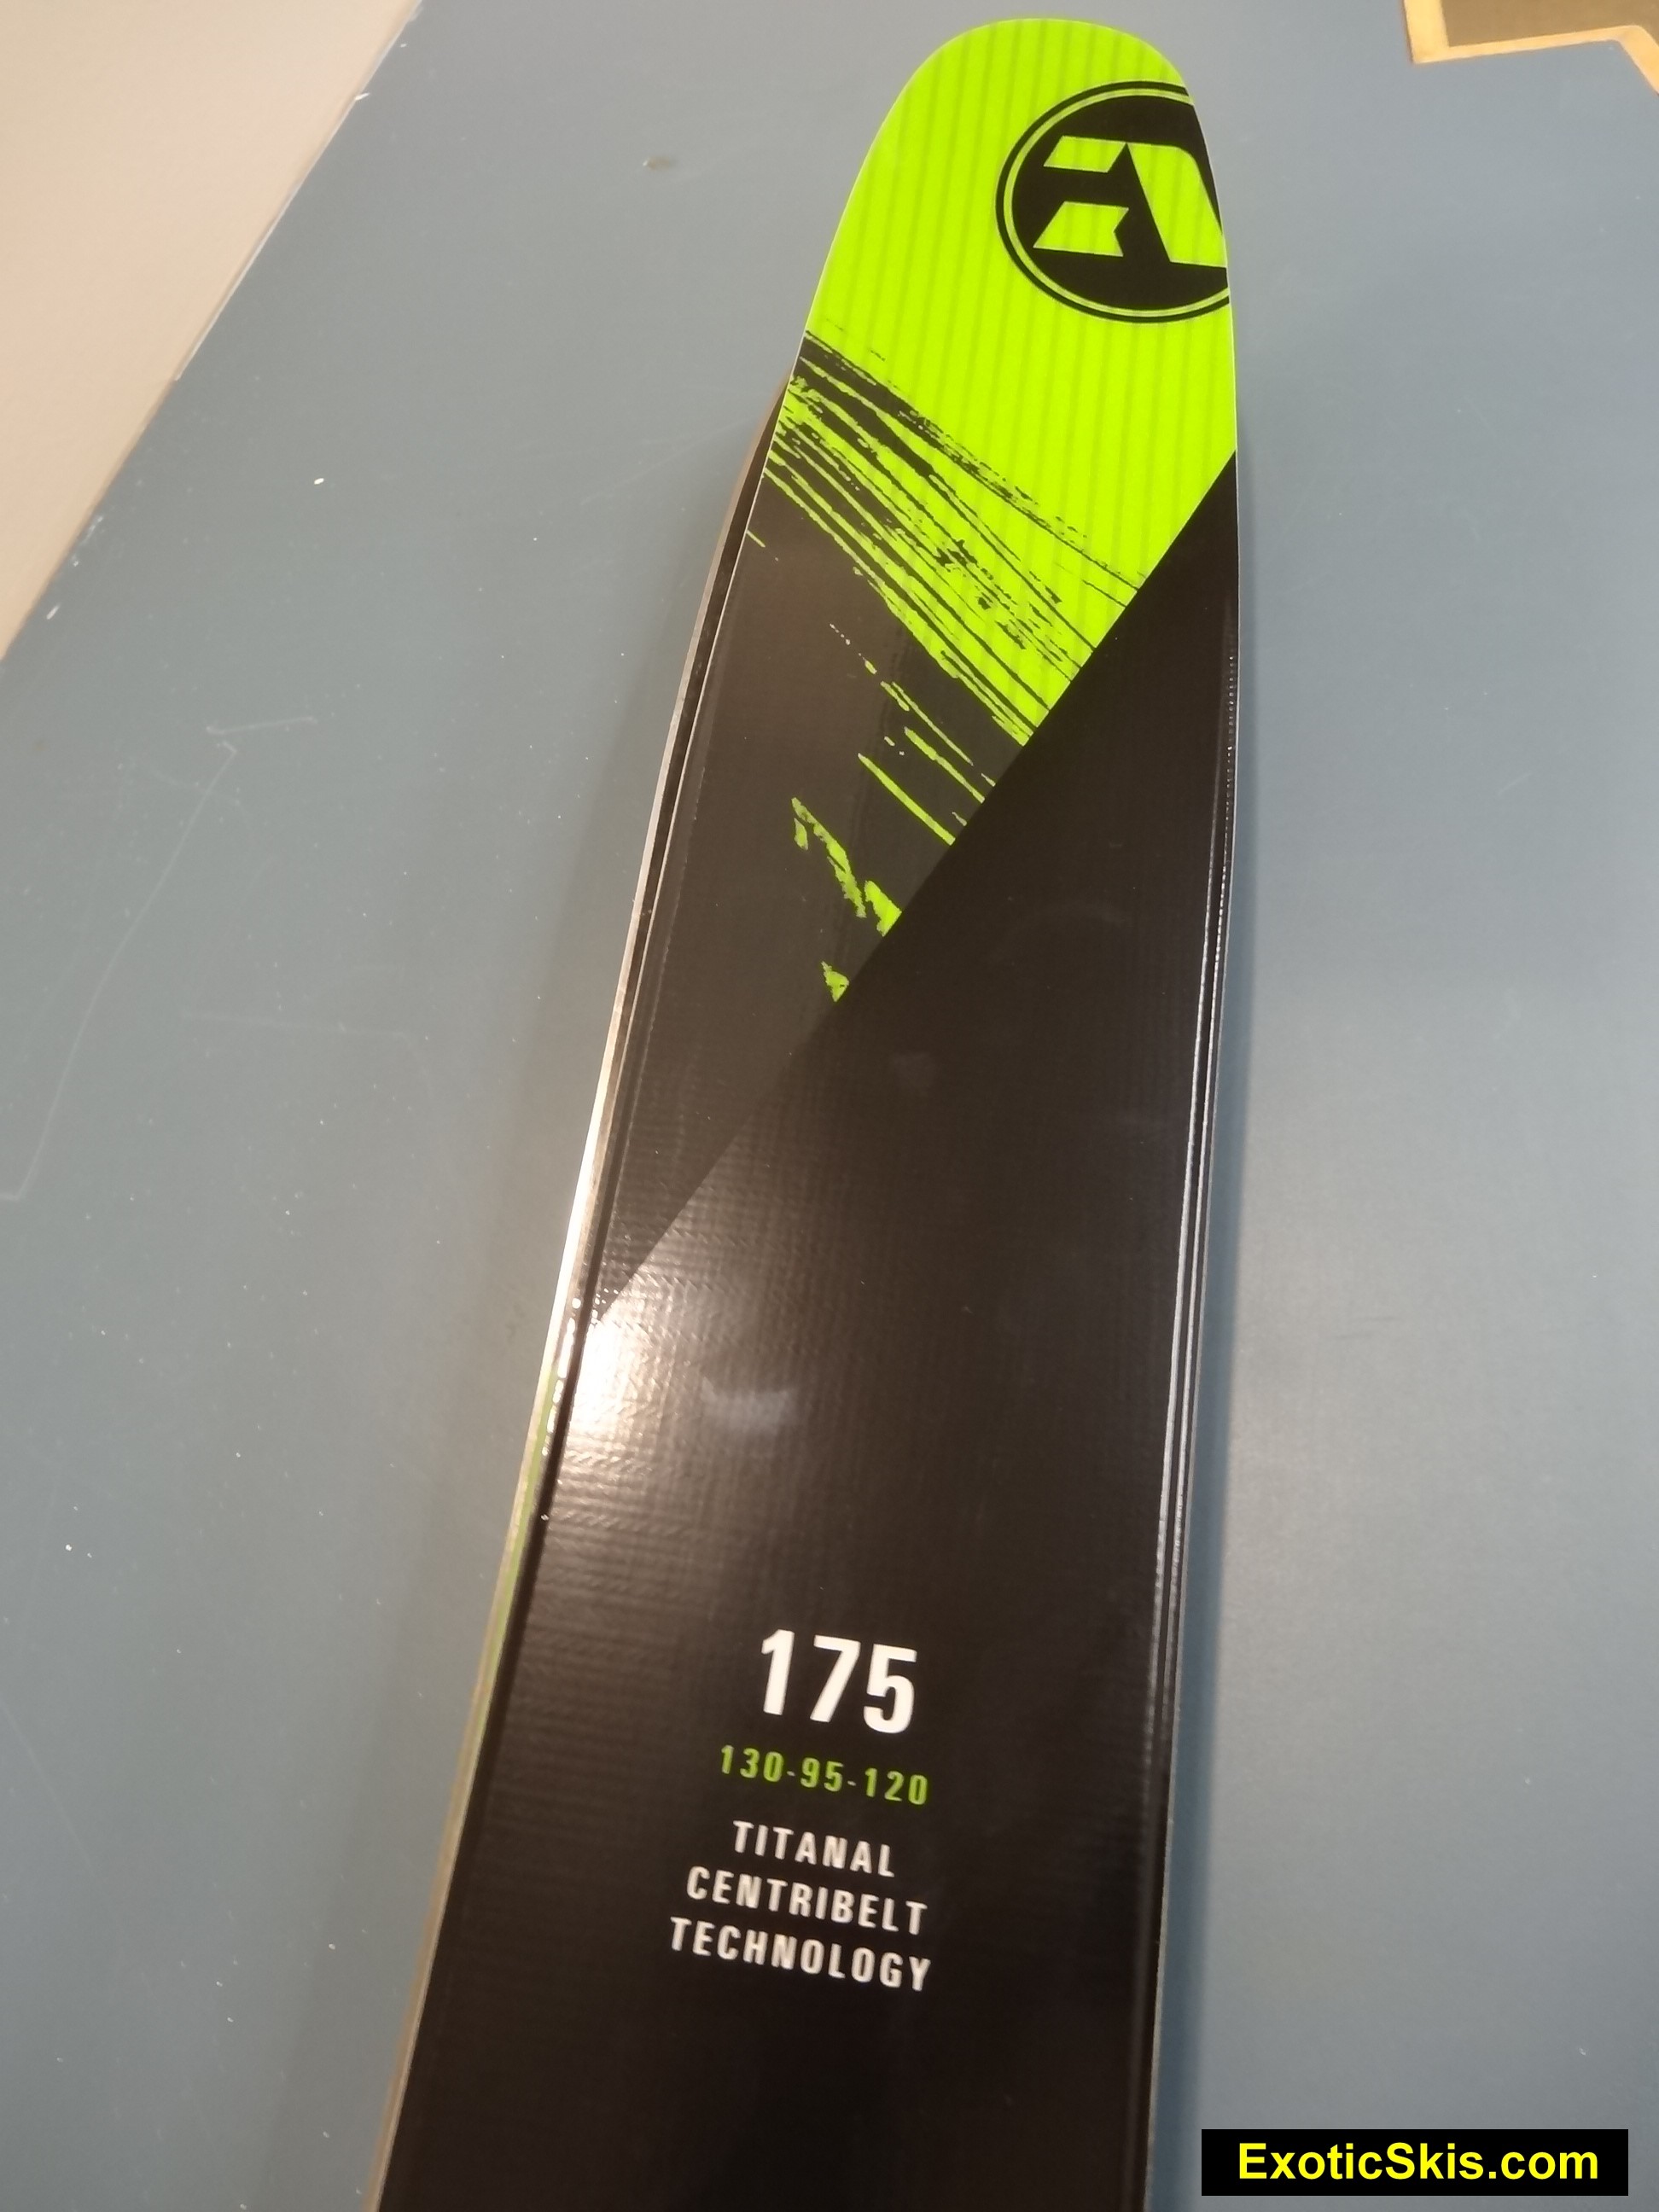 175
130-95-120
TITANAL
CENTRIBELT
TECHNOLOGY
ExoticSkis.com